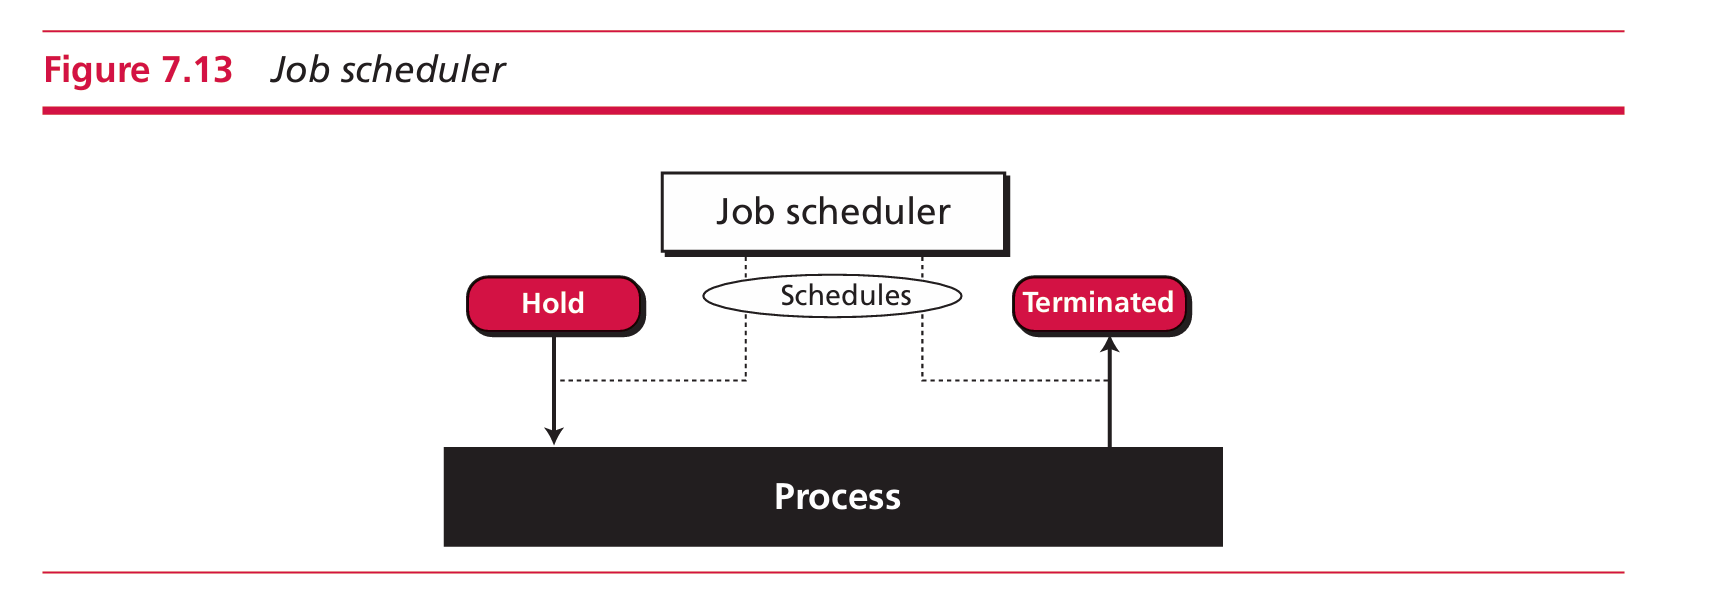 Figure 7.13 Job scheduler
Job scheduler
Hold
Schedules
Terminated
Process